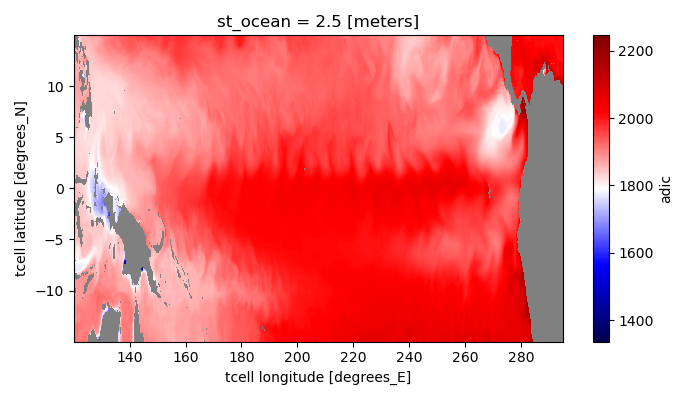 st_ocean = 2.5 [meters]
10
5
0
−5
−10
tcell latitude [degrees_N]
140 160 180 200 220 240 260 280
tcell longitude [degrees_E]
2200
2000
1800
1600
1400
adic